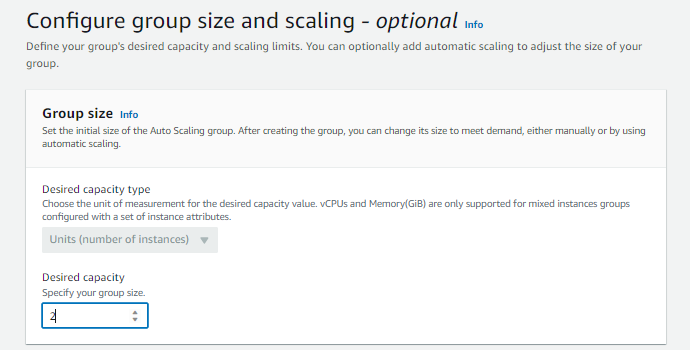 Configure group size and scaling - optional Info
Define your group's desired capacity and scaling limits. You can optionally add automatic scaling to adjust the size of your
group.
Group size Info
Set the initial size of the Auto Scaling group. After creating the group, you can change its size to meet demand, either manually or by using
automatic scaling.
Desired capacity type
Choose the unit of measurement for the desired capacity value. vCPUs and Memory(GiB) are only supported for mixed instances groups
configured with a set of instance attributes.
Units (number of instances)
Desired capacity
Specify your group size.
2